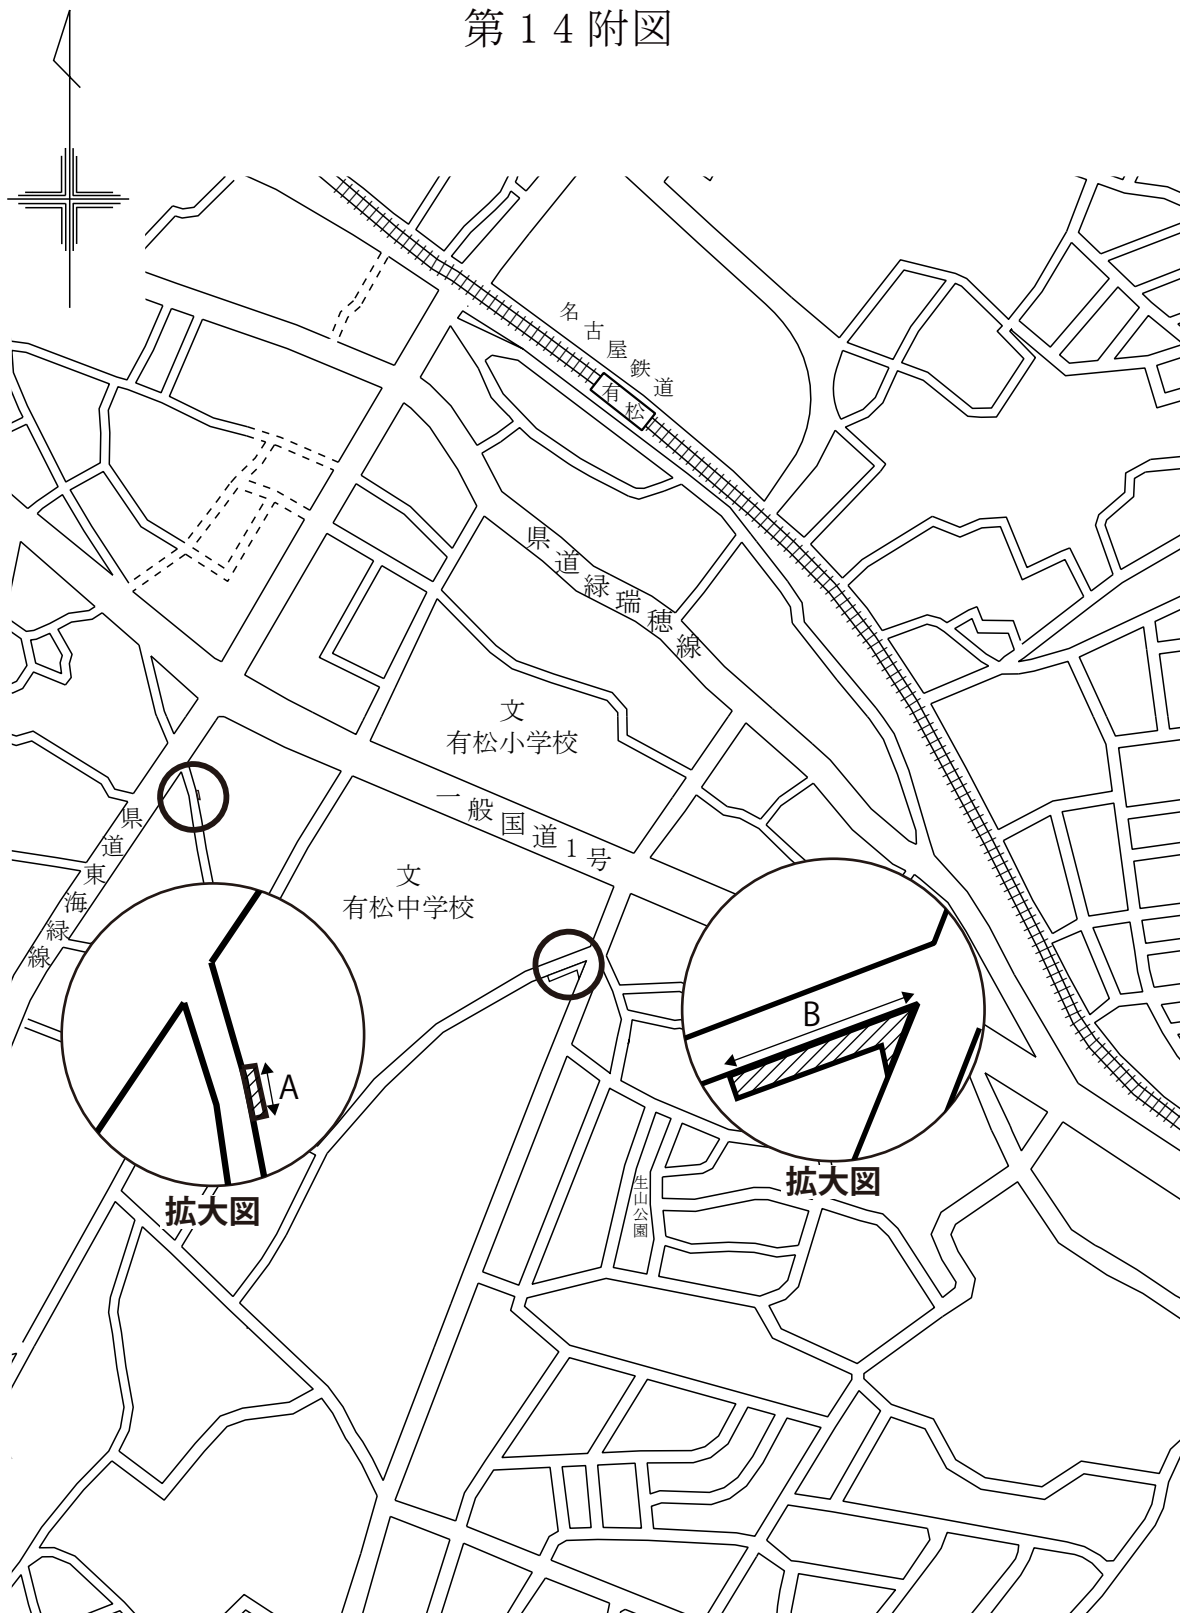 第14附図
名古屋鉄道
有松
県道緑瑞穂線
文
有松小学校
一般国道1号
県道東海緑線
文
有松中学校
B
A
生山公園
拡大図
拡大図